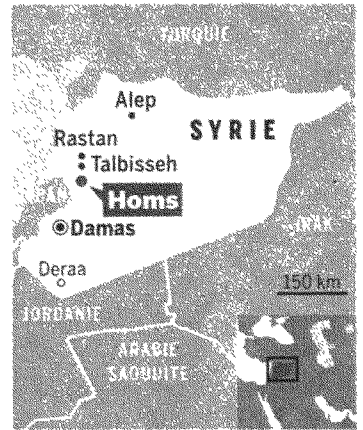 TURQUIE
Alep
SYRIE
Rastan
Talbisseh
Homs
Damas
IRAK
Deraa
150 km
JORDANIE
ARABIE
SAOUDITE